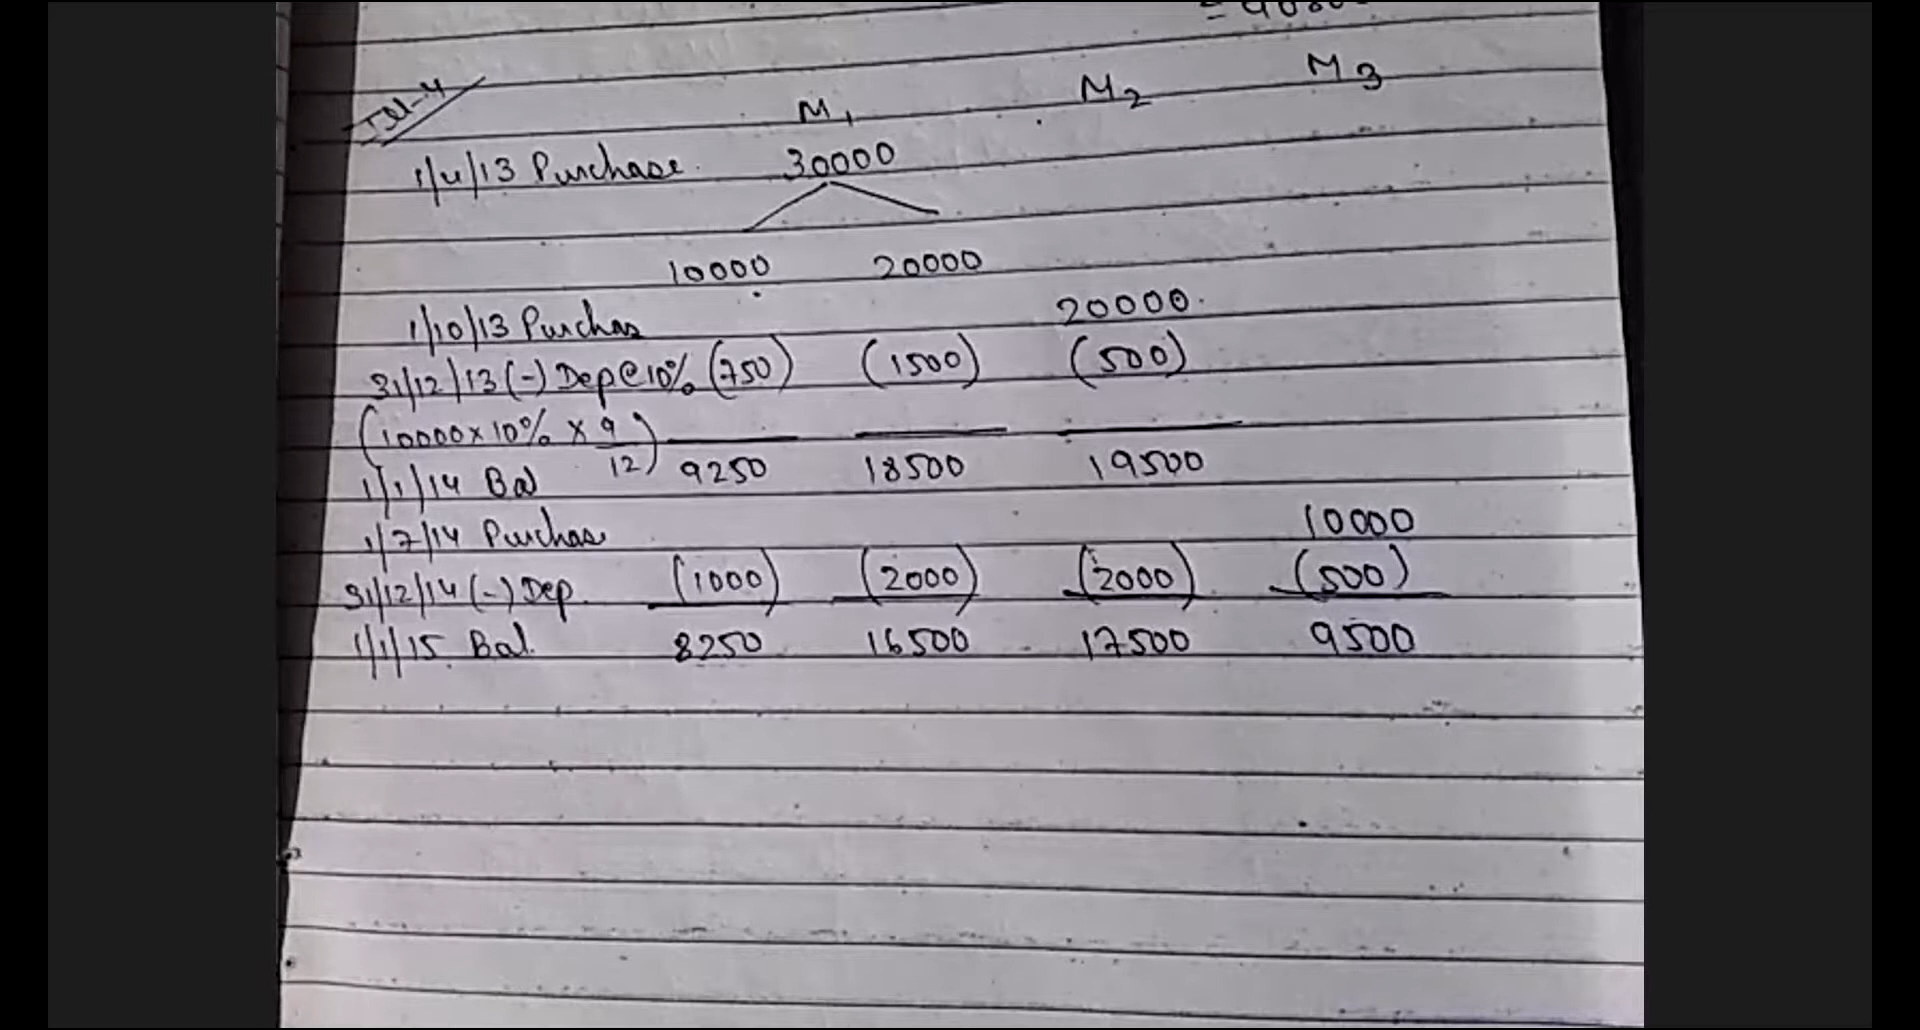 M1 M2 M3
1/4/13 Purchase. 30000
10000 20000
1/10/13 Purchas 20000.
31/12/13 (-) Dep@10% (750) (1500) (500)
(10000 x 10% x 9/12)
1/1/14 Bal 9250 18500 19500
1/7/14 Purchas 10000
31/12/14 (-) Dep. (1000) (2000) (2000) (500)
1/1/15 Bal. 8250 16500 17500 9500